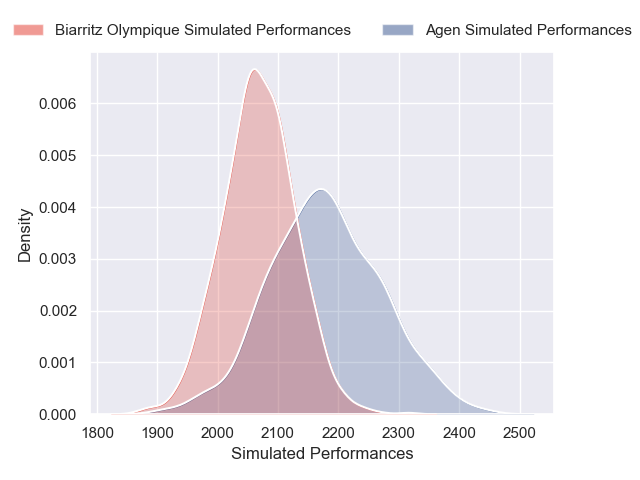 Biarritz Olympique Simulated Performances
Agen Simulated Performances
Density
0.006
0.005
0.004
0.003
0.002
0.001
0.000
1800 1900 2000 2100 2200 2300 2400 2500
Simulated Performances